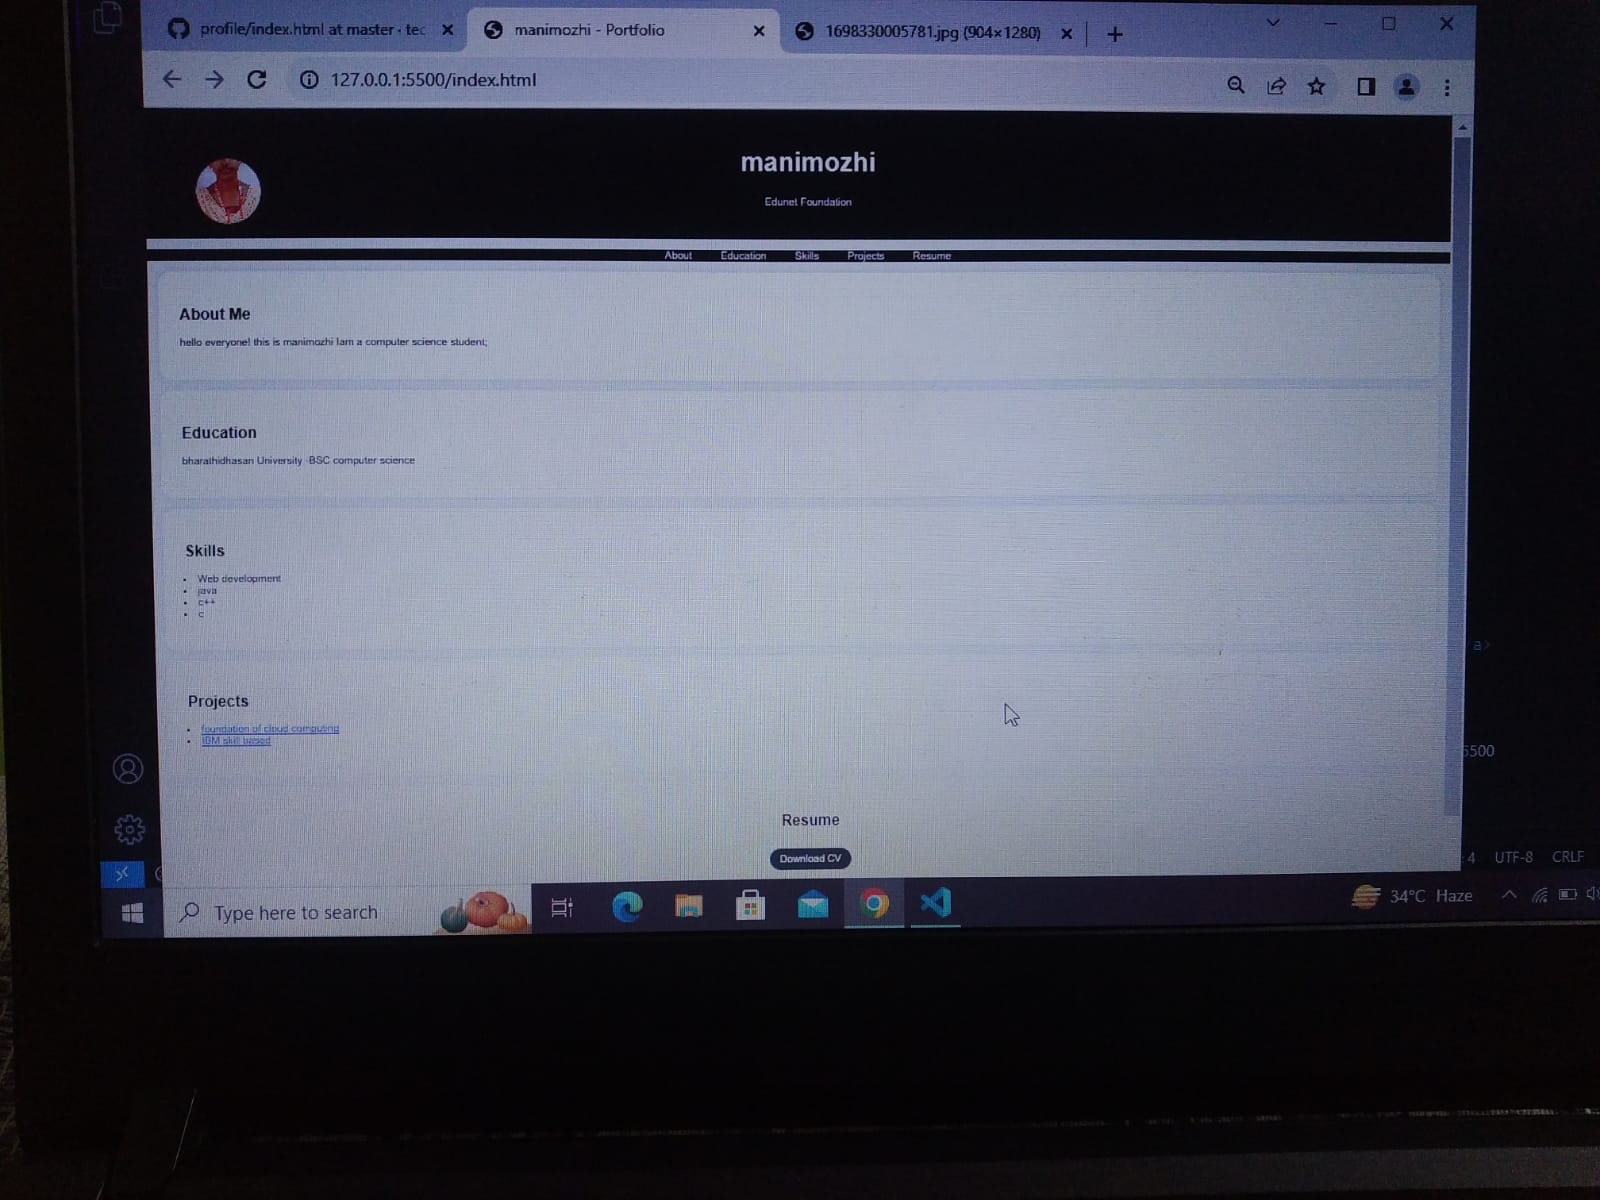 profile/index.html at master · tec
manimozhi - Portfolio
1698330005781.jpg (904×1280)
127.0.0.1:5500/index.html
manimozhi
Edunet Foundation
About Education Skills Projects Resume
About Me
hello everyone! this is manimozhi Iam a computer science student;
Education
bharathidhasan University -BSC computer science
Skills
Web development
java
c++
c
a>
Projects
foundation of cloud computing
IBM skill based
5500
Resume
Download CV
4 UTF-8 CRLF
Type here to search
34°C Haze